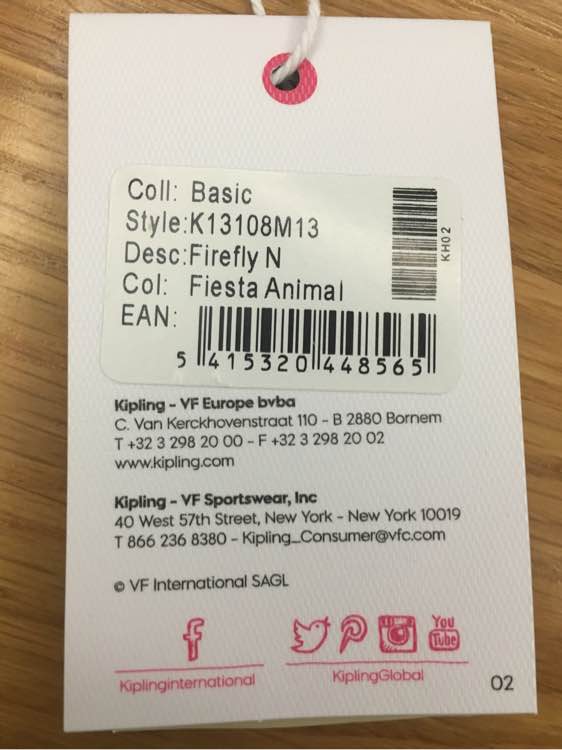 Coll: Basic
Style:K13108M13
Desc:Firefly N
Col: Fiesta Animal
EAN:
5 415320 448565
KH02
Kipling - VF Europe bvba
C. Van Kerckhovenstraat 110 - B 2880 Bornem
T +32 3 298 20 00 - F +32 3 298 20 02
www.kipling.com
Kipling - VF Sportswear, Inc
40 West 57th Street, New York - New York 10019
T 866 236 8380 - Kipling_Consumer@vfc.com
© VF International SAGL
f
You
Tube
Kiplinginternational
KiplingGlobal
02